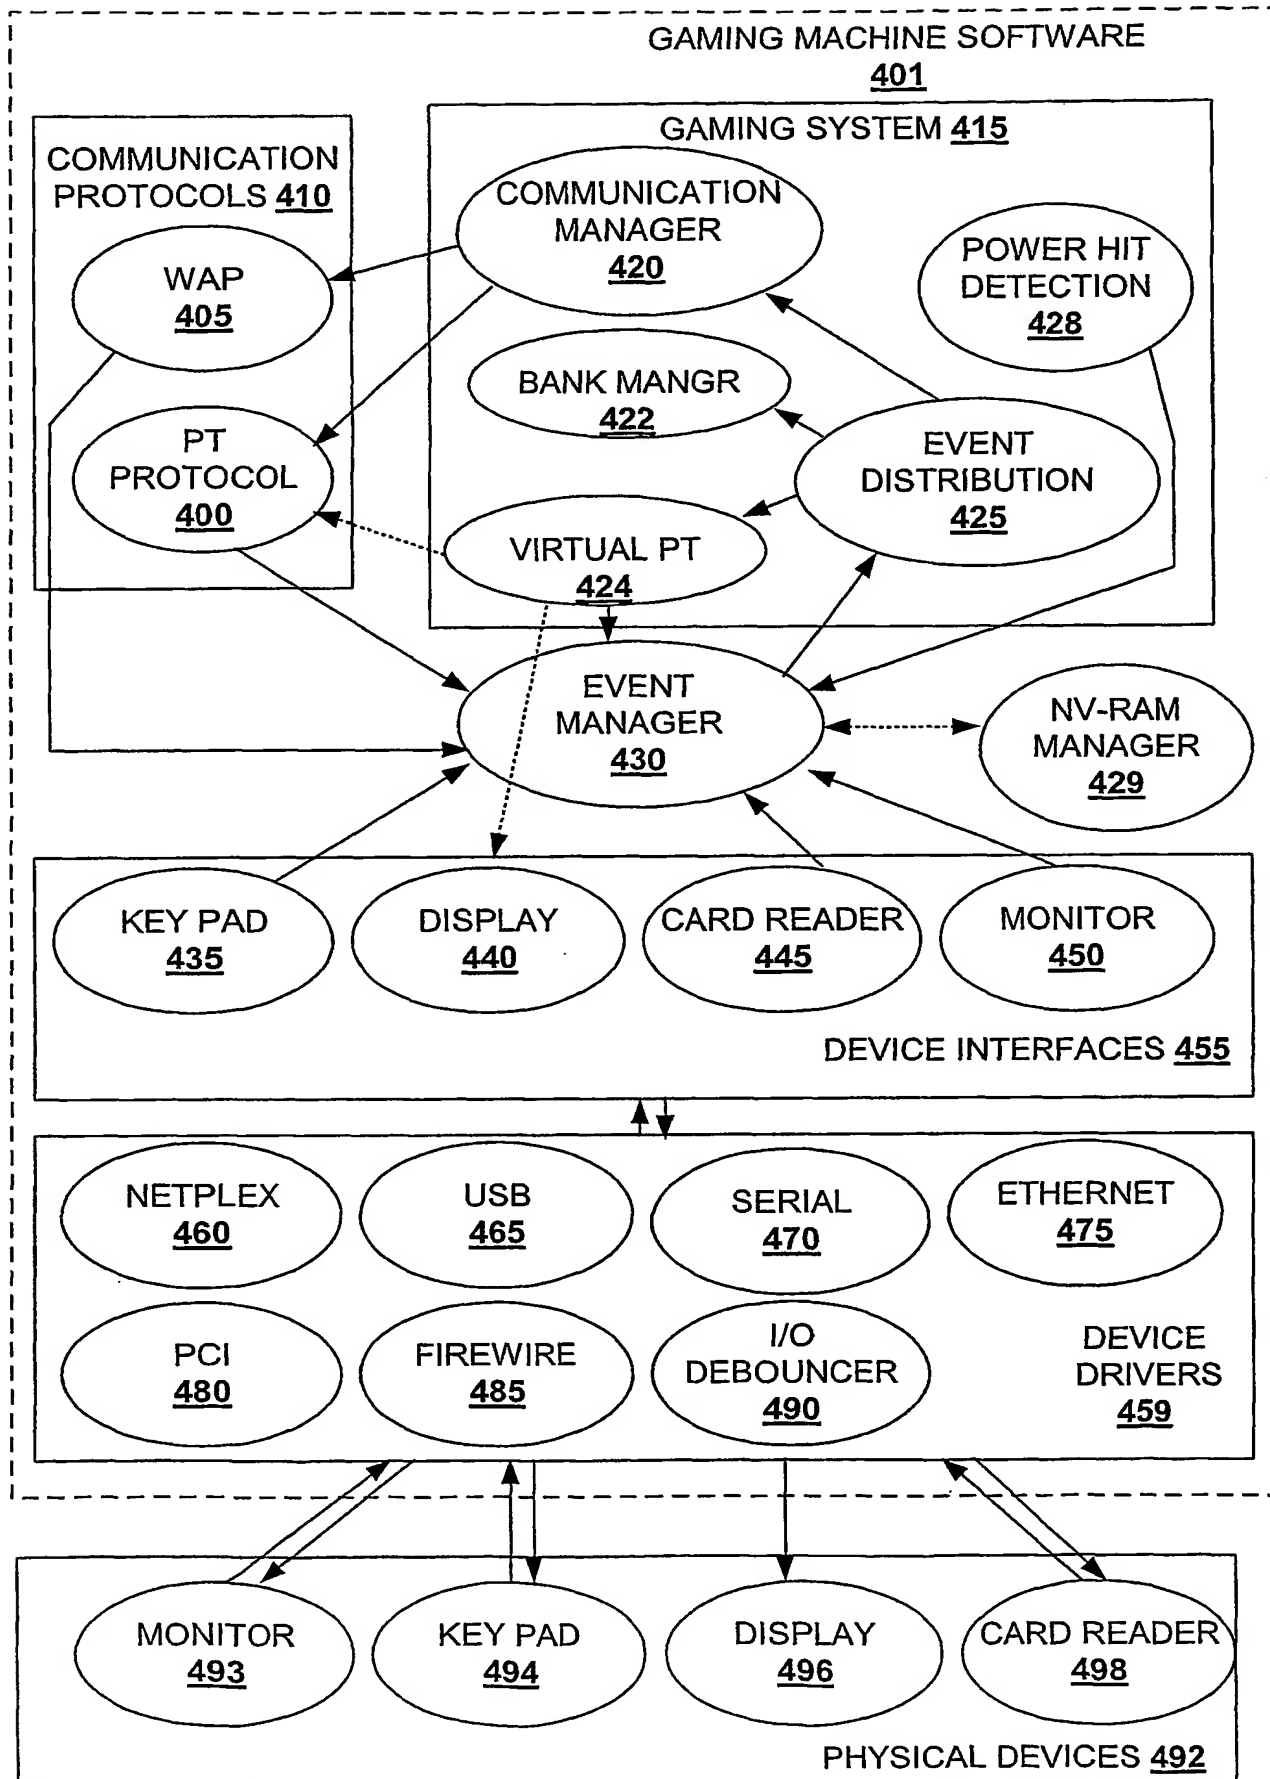 GAMING MACHINE SOFTWARE
401
GAMING SYSTEM 415
COMMUNICATION
PROTOCOLS 410
COMMUNICATION
MANAGER
420
POWER HIT
DETECTION
428
WAP
405
BANK MANGR
422
PT
PROTOCOL
400
EVENT
DISTRIBUTION
425
VIRTUAL PT
424
EVENT
MANAGER
430
NV-RAM
MANAGER
429
KEY PAD
435
DISPLAY
440
CARD READER
445
MONITOR
450
DEVICE INTERFACES 455
NETPLEX
460
USB
465
SERIAL
470
ETHERNET
475
PCI
480
FIREWIRE
485
I/O
DEBOUNCER
490
DEVICE
DRIVERS
459
MONITOR
493
KEY PAD
494
DISPLAY
496
CARD READER
498
PHYSICAL DEVICES 492